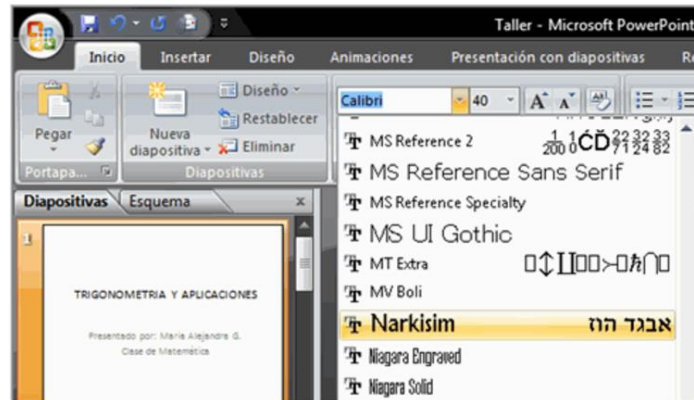 Taller - Microsoft PowerPoint
Inicio Insertar Diseño Animaciones Presentación con diapositivas
Pegar
Nueva diapositiva
Diseño
Restablecer
Eliminar
Calibri 40
Portapa... Diapositivas
Diapositivas Esquema x
MS Reference 2
MS Reference Sans Serif
MS Reference Specialty
MS UI Gothic
MT Extra
MV Boli
Narkisim אבגד הוז
Niagara Engraved
Niagara Solid
1
TRIGONOMETRIA Y APLICACIONES
Presentado por: Maria Alejandra G.
Clase de Matemática